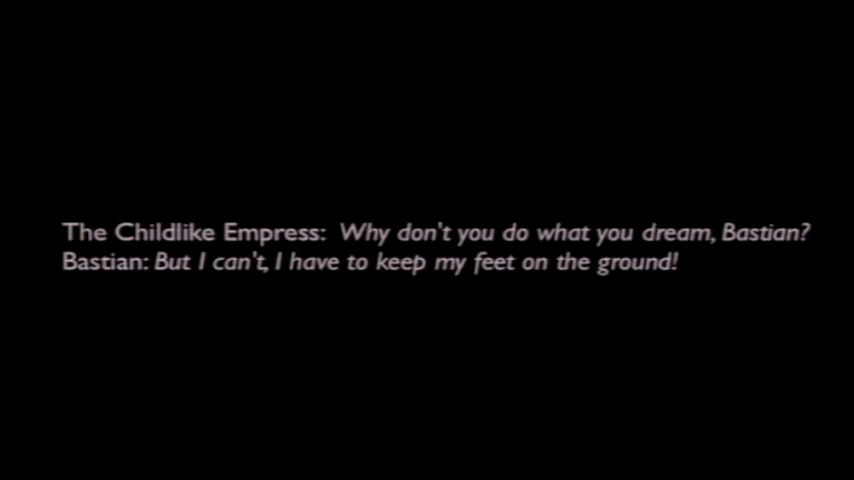 The Childlike Empress: Why don't you do what you dream, Bastian?
Bastian: But I can't, I have to keep my feet on the ground!